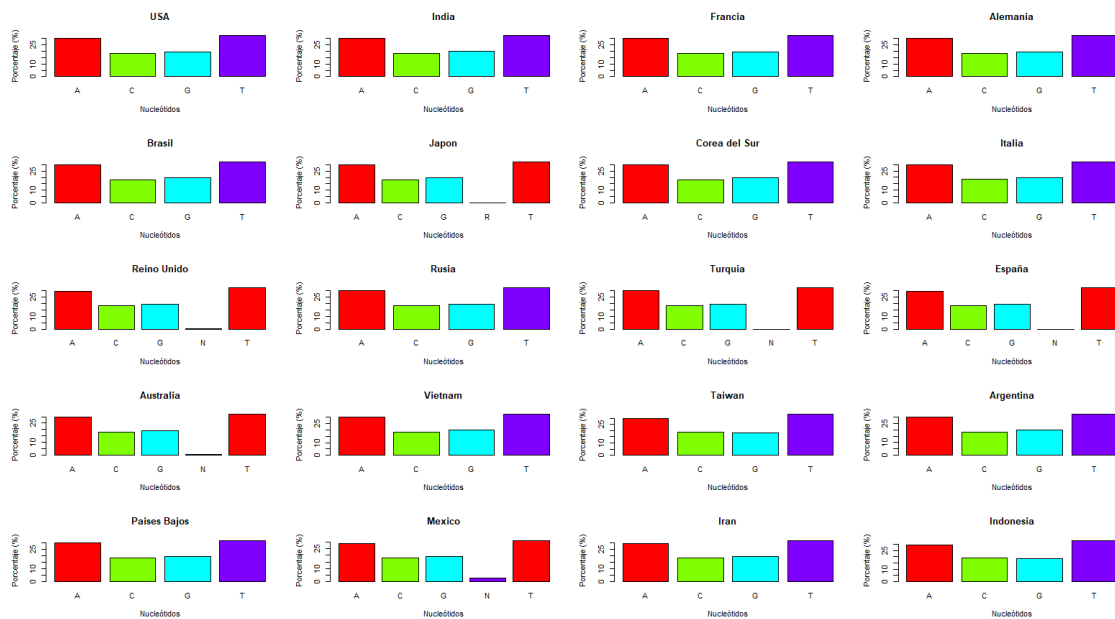 USA
Porcentaje (%)
0 10 25
A C G T
Nucleótidos
India
Porcentaje (%)
0 10 25
A C G T
Nucleótidos
Francia
Porcentaje (%)
0 10 25
A C G T
Nucleótidos
Alemania
Porcentaje (%)
0 10 25
A C G T
Nucleótidos
Brasil
Porcentaje (%)
0 10 25
A C G T
Nucleótidos
Japon
Porcentaje (%)
0 10 25
A C G R T
Nucleótidos
Corea del Sur
Porcentaje (%)
0 10 25
A C G T
Nucleótidos
Italia
Porcentaje (%)
0 10 25
A C G T
Nucleótidos
Reino Unido
Porcentaje (%)
0 10 25
A C G N T
Nucleótidos
Rusia
Porcentaje (%)
0 10 25
A C G T
Nucleótidos
Turquia
Porcentaje (%)
0 10 25
A C G N T
Nucleótidos
España
Porcentaje (%)
0 10 25
A C G N T
Nucleótidos
Australia
Porcentaje (%)
0 10 25
A C G N T
Nucleótidos
Vietnam
Porcentaje (%)
0 10 25
A C G T
Nucleótidos
Taiwan
Porcentaje (%)
0 10 25
A C G T
Nucleótidos
Argentina
Porcentaje (%)
0 10 25
A C G T
Nucleótidos
Paises Bajos
Porcentaje (%)
0 10 25
A C G T
Nucleótidos
Mexico
Porcentaje (%)
0 10 25
A C G N T
Nucleótidos
Iran
Porcentaje (%)
0 10 25
A C G T
Nucleótidos
Indonesia
Porcentaje (%)
0 10 25
A C G T
Nucleótidos